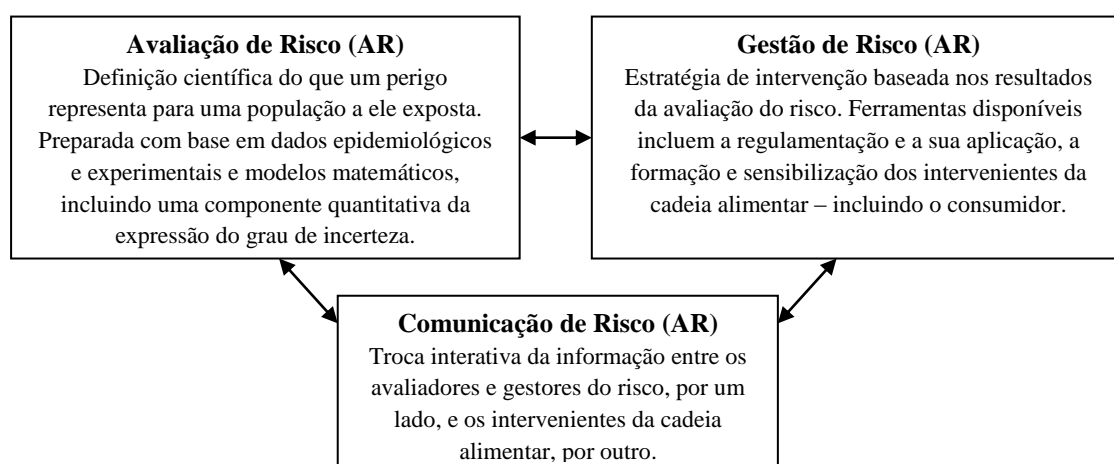 Avaliação de Risco (AR)
Definição científica do que um perigo
representa para uma população a ele exposta.
Preparada com base em dados epidemiológicos
e experimentais e modelos matemáticos,
incluindo uma componente quantitativa da
expressão do grau de incerteza.
Gestão de Risco (AR)
Estratégia de intervenção baseada nos resultados
da avaliação do risco. Ferramentas disponíveis
incluem a regulamentação e a sua aplicação, a
formação e sensibilização dos intervenientes da
cadeia alimentar – incluindo o consumidor.
Comunicação de Risco (AR)
Troca interativa da informação entre os
avaliadores e gestores do risco, por um
lado, e os intervenientes da cadeia
alimentar, por outro.